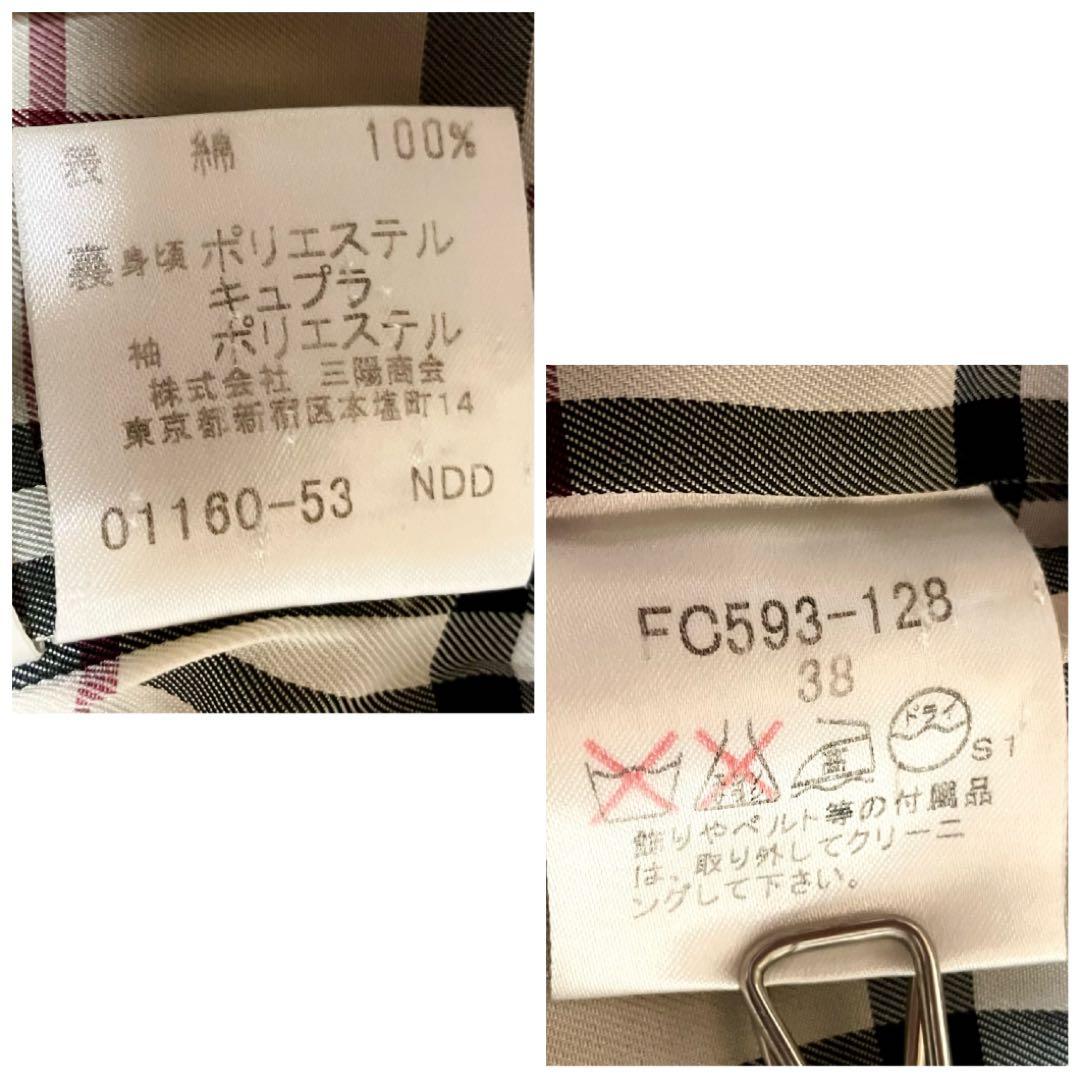 表 綿 100%
裏 身頃 ポリエステル
キュプラ
袖 ポリエステル
株式会社 三陽商会
東京都新宿区本塩町14
01160-53 NDD
FC593-128
38
ドライ
S1
飾りやベルト等の付属品
は、取り外してクリーニ
ングして下さい。